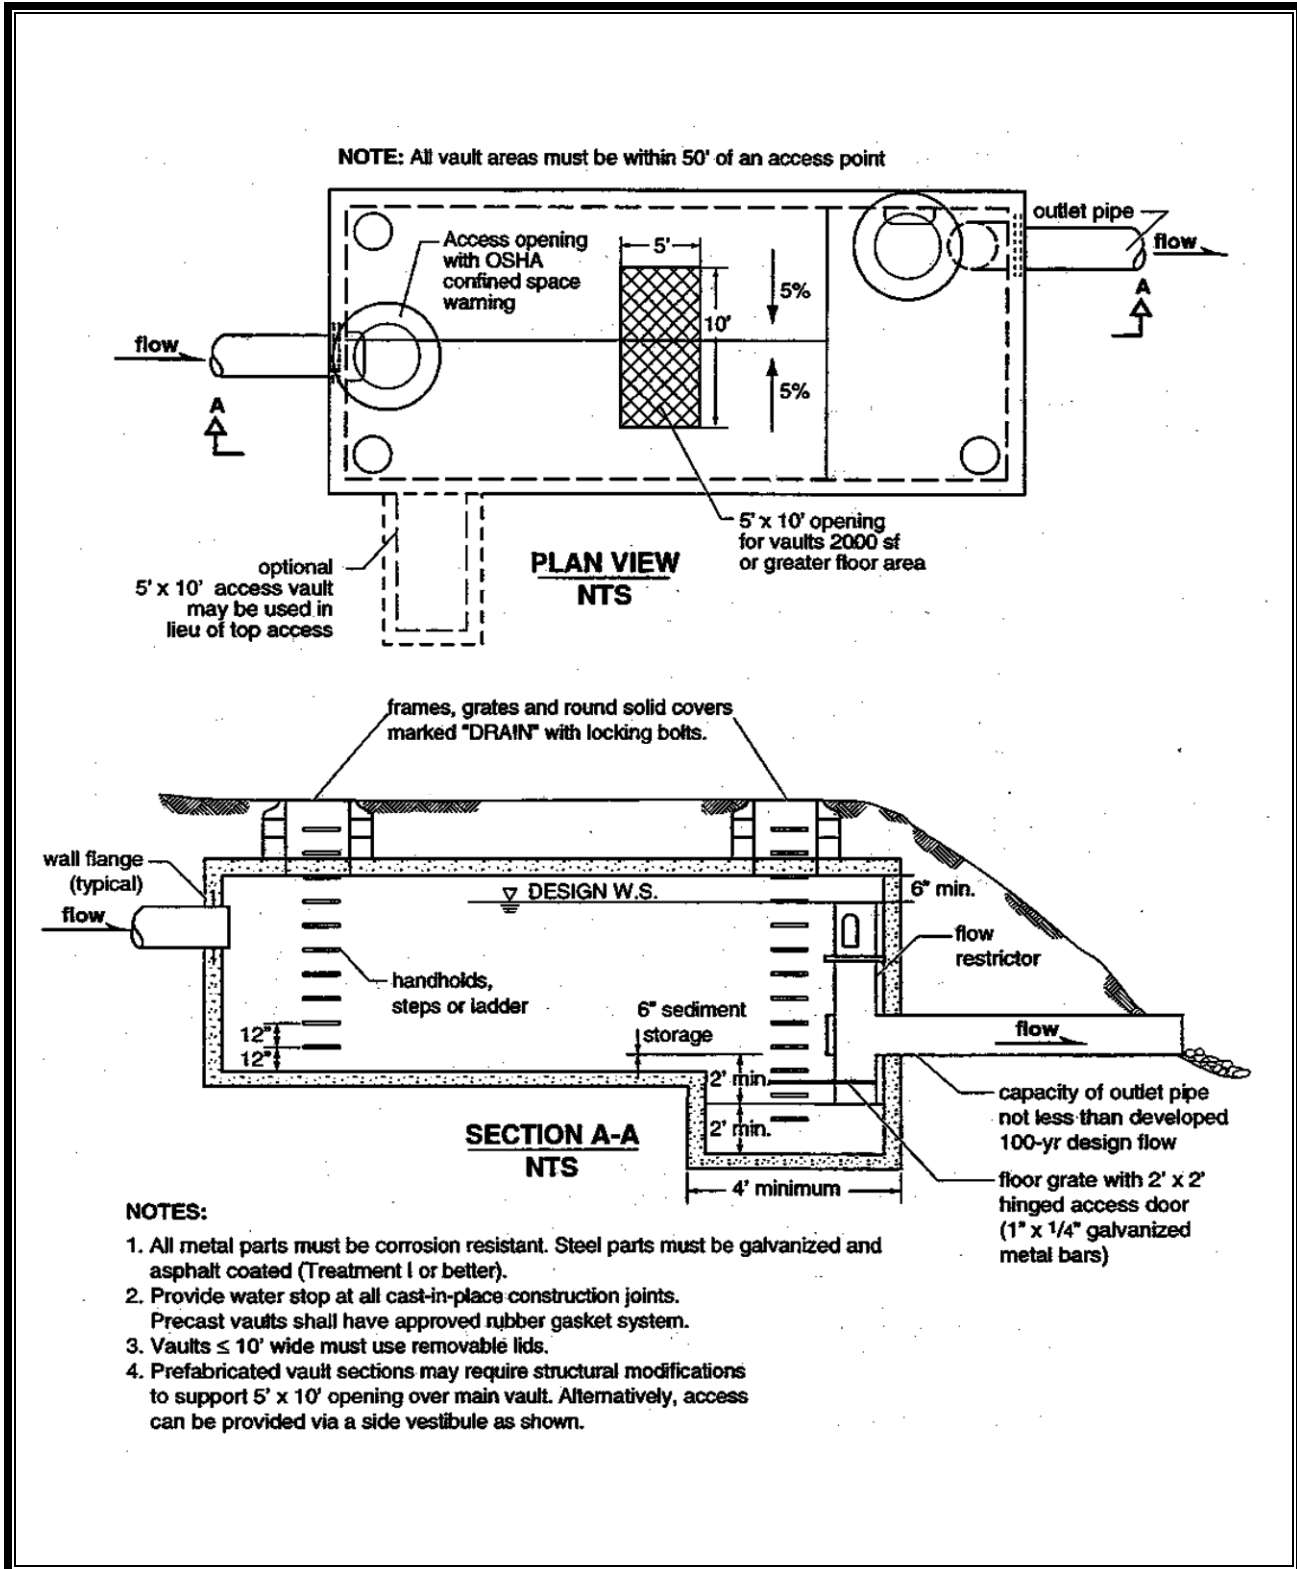 NOTE: All vault areas must be within 50' of an access point
outlet pipe
flow
Access opening
with OSHA
confined space
warning
5'
5%
10'
5%
flow
A
A
5' x 10' opening
for vaults 2000 sf
or greater floor area
optional
5' x 10' access vault
may be used in
lieu of top access
PLAN VIEW
NTS
frames, grates and round solid covers
marked "DRAIN" with locking bolts.
wall flange
(typical)
flow
DESIGN W.S.
6" min.
flow
restrictor
handholds,
steps or ladder
6" sediment
storage
12"
12"
flow
2' min.
2' min.
capacity of outlet pipe
not less than developed
100-yr design flow
SECTION A-A
NTS
4' minimum
floor grate with 2' x 2'
hinged access door
(1" x 1/4" galvanized
metal bars)
NOTES:
1. All metal parts must be corrosion resistant. Steel parts must be galvanized and
asphalt coated (Treatment I or better).
2. Provide water stop at all cast-in-place construction joints.
Precast vaults shall have approved rubber gasket system.
3. Vaults ≤ 10' wide must use removable lids.
4. Prefabricated vault sections may require structural modifications
to support 5' x 10' opening over main vault. Alternatively, access
can be provided via a side vestibule as shown.